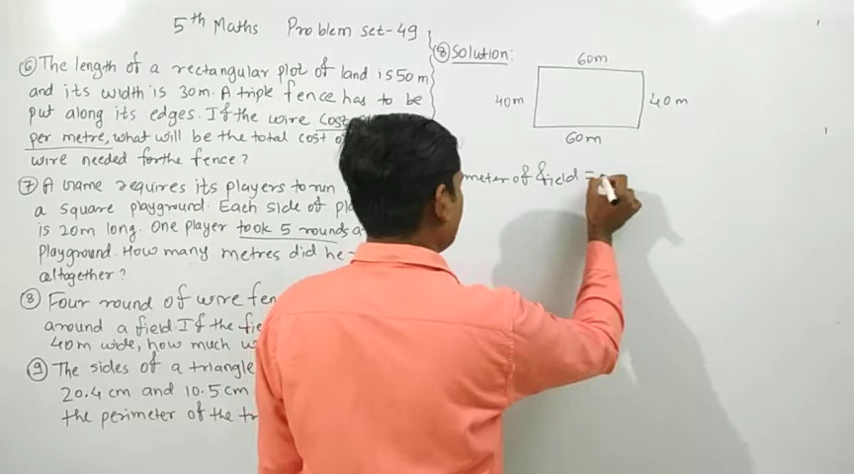 5th Maths Problem set-49
⑥ The length of a rectangular plot of land is 50 m
and its width is 30m. A triple fence has to be
put along its edges. If the wire cost
per metre, what will be the total cost
wire needed for the fence?
⑦ A Game requires its players to run
a square playground. Each side of
is 20m long. One player took 5 rounds
playground. How many metres did he
altogether?
⑧ Four round of wire
around a field. If the
40m wide, how much
⑨ The sides of a triangle
20.4 cm and 10.5 cm
the perimeter of the
⑧ Solution:
60m
40m
40m
60m
meter of field =